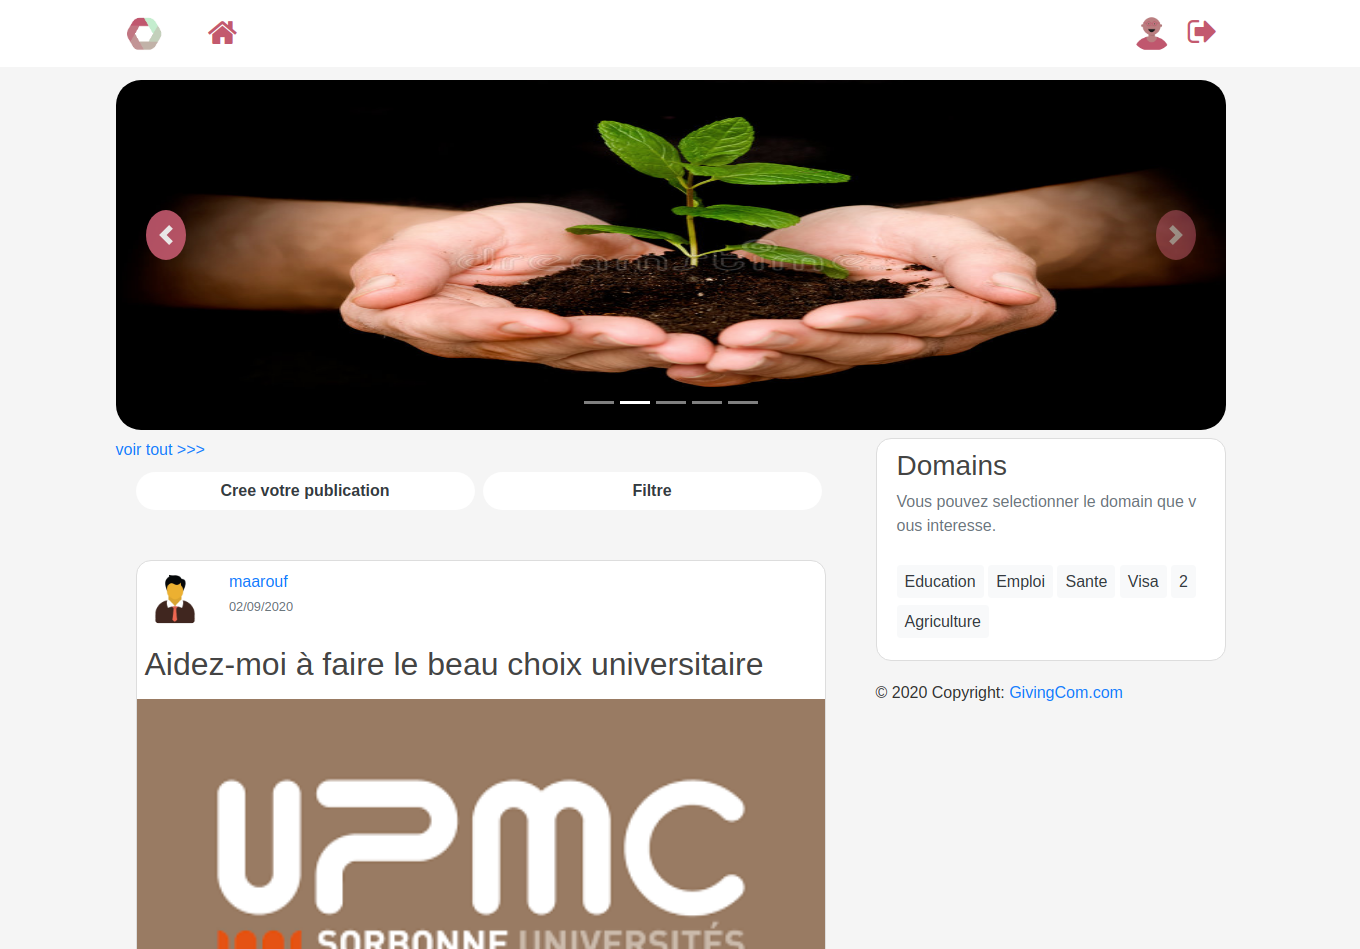 dreamstime
voir tout >>>
Cree votre publication
Filtre
maarouf
02/09/2020
Aidez-moi à faire le beau choix universitaire
UPMC
SORBONNE UNIVERSITÉS
Domains
Vous pouvez selectionner le domain que v
ous interesse.
Education Emploi Sante Visa 2
Agriculture
© 2020 Copyright: GivingCom.com